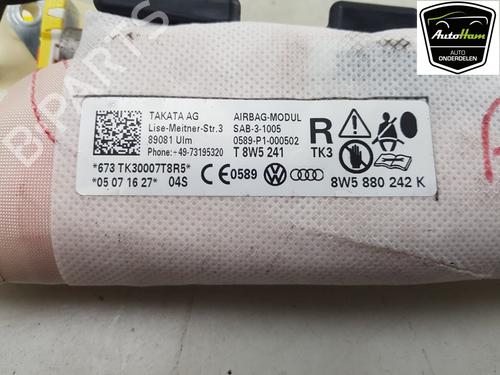 AutoHam
AUTO
ONDERDELEN
B-PARTS
TAKATA AG
Lise-Meitner-Str.3
89081 Ulm
Phone:+49-73195320
AIRBAG-MODUL
SAB-3-1005
0589-P1-000502
T 8W5 241
R
TK3
*673 TK30007T8R5*
*05 07 16 27* 04S
CE 0589
8W5 880 242 K